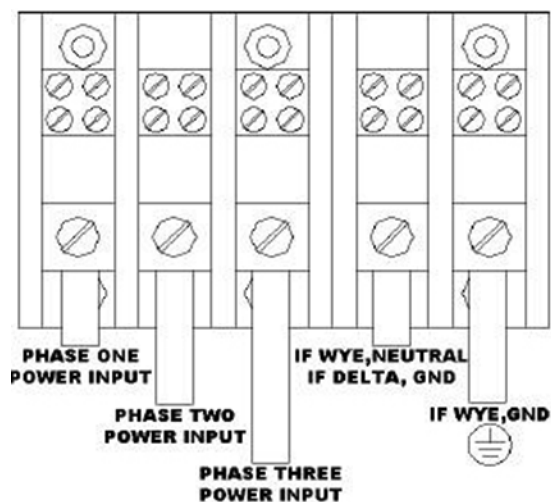 PHASE ONE
POWER INPUT
PHASE TWO
POWER INPUT
PHASE THREE
POWER INPUT
IF WYE,NEUTRAL
IF DELTA, GND
IF WYE,GND